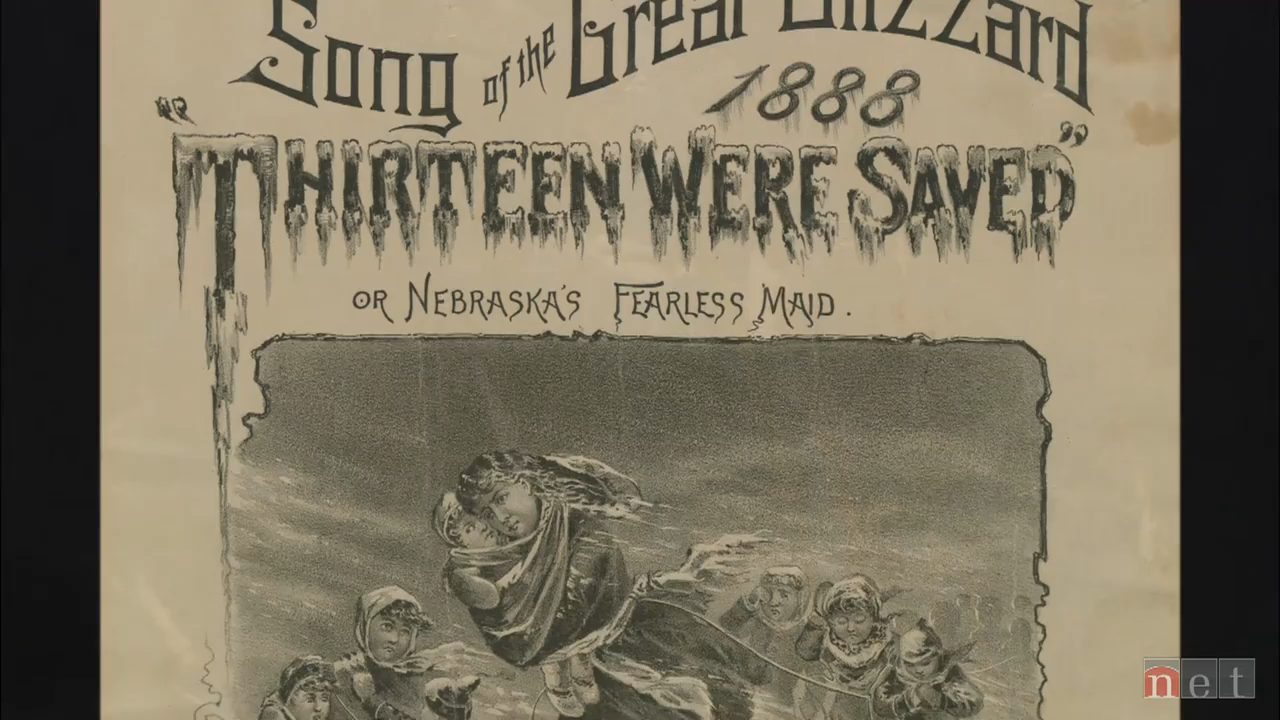 Song of the Great Blizzard
1888
"Thirteen Were Saved"
or Nebraska's Fearless Maid.
net